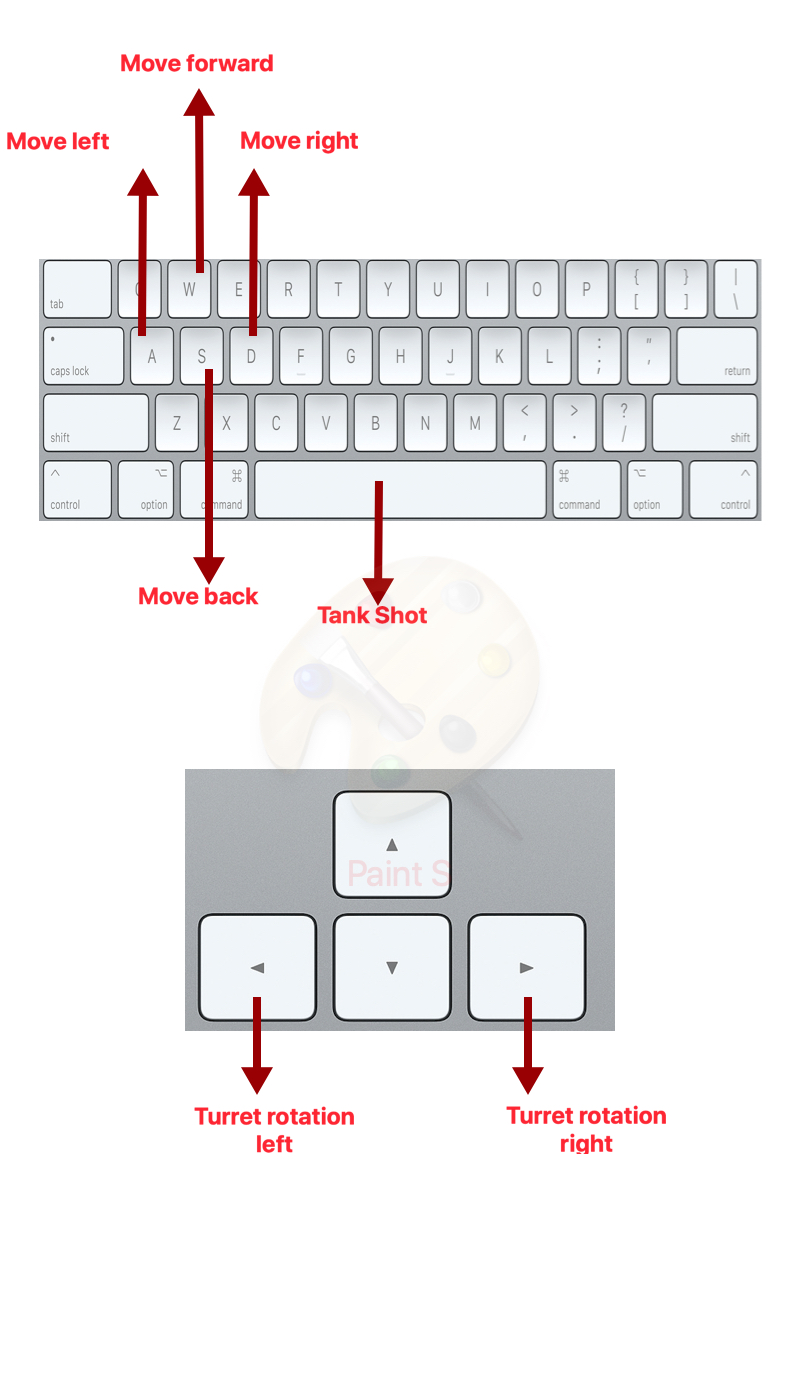 Move forward
Move left
Move right
tab
W
E
R
T
Y
U
I
O
P
{
[
}
]
|
\
caps lock
A
S
D
F
G
H
J
K
L
:
;
"
,
return
shift
Z
X
C
V
B
N
M
<
,
>
.
?
/
shift
control
option
⌘
command
⌘
command
option
control
Move back
Tank Shot
Paint S
Turret rotation
left
Turret rotation
right